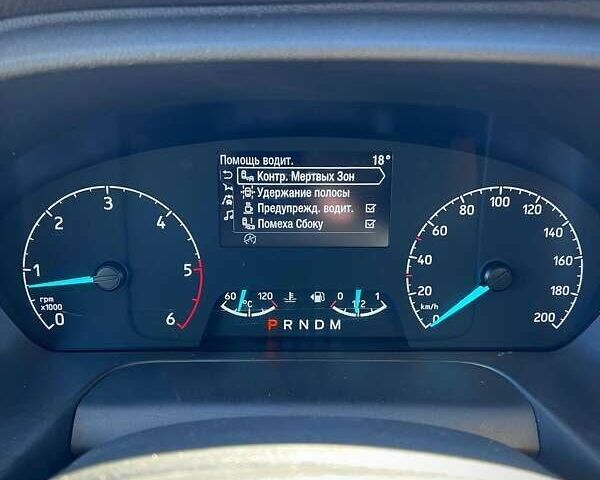 Помощь водит. 18°
Контр. Мертвых Зон
Удержание полосы
Предупрежд. водит.
Помеха Сбоку
0 1 2 3 4 5 6
rpm
x1000
60 °C 120
0 1/2 1
P R N D M
0 20 40 60 80 100 120 140 160 180 200
km/h